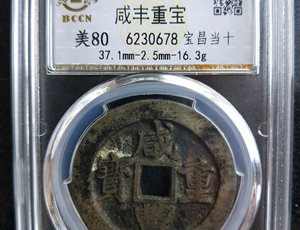 BCCN
咸丰重宝
美80 6230678 宝昌当十
37.1mm-2.5mm-16.3g
咸
寶 重
豐